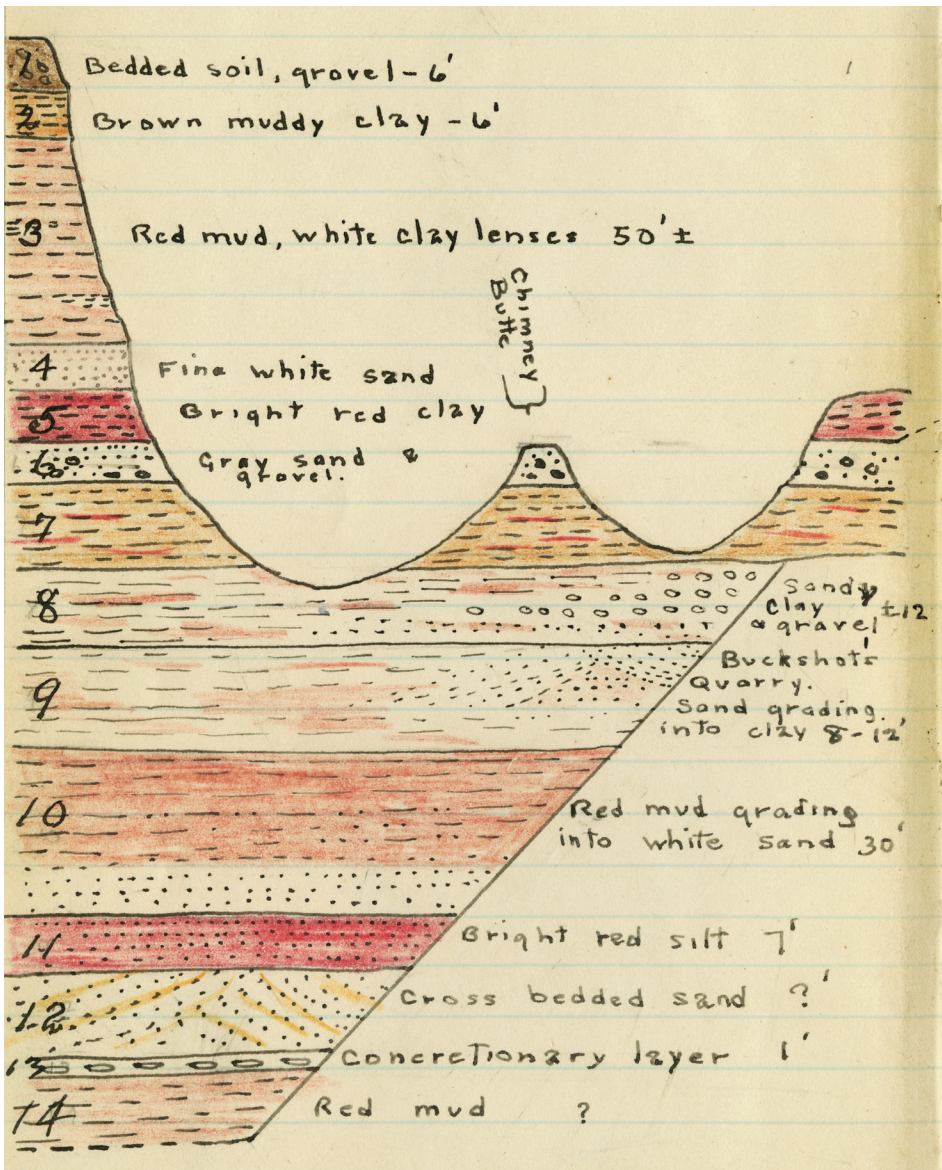 1 Bedded soil, gravel - 6'
2 Brown muddy clay - 6'
3 Red mud, white clay lenses 50' ±
Chimney
Butte
4 Fine white sand
5 Bright red clay
6 Gray sand &
gravel.
7
8 Sandy
clay ±12
& gravel
Buckshot's
Quarry.
9 Sand grading
into clay 8-12'
10 Red mud grading
into white sand 30'
11 Bright red silt 7'
12 Cross bedded sand ?'
13 Concretionary layer 1'
14 Red mud ?